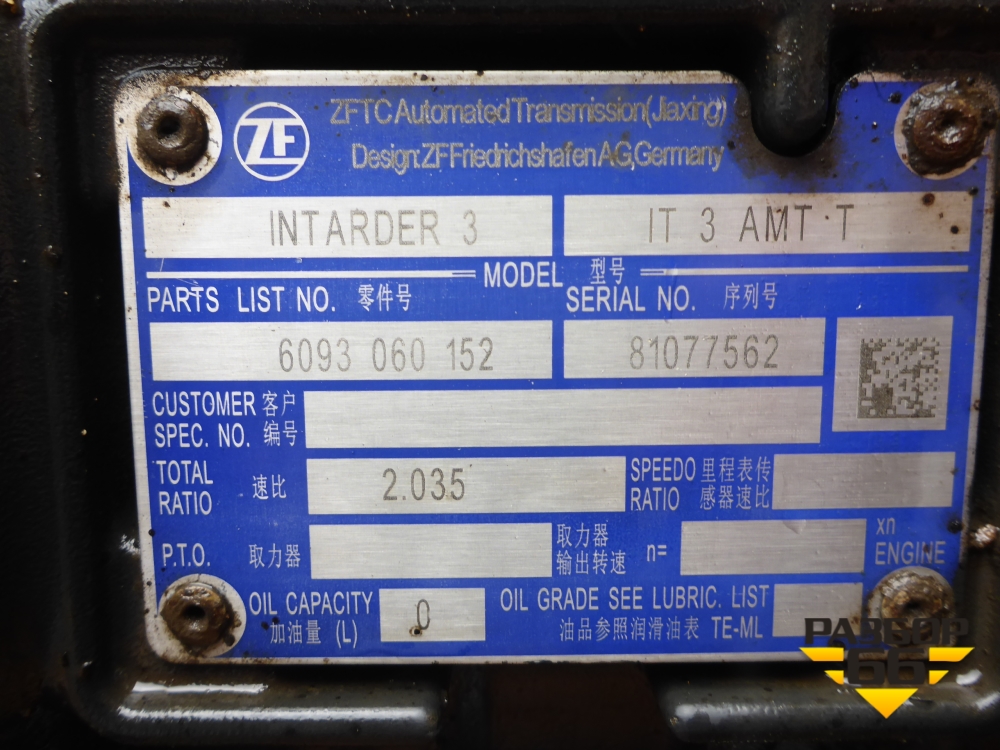 ZF
ZFTC Automated Transmission(Jiaxing)
Design:ZF Friedrichshafen AG,Germany
INTARDER 3 IT 3 AMT T
MODEL 型号
PARTS LIST NO. 零件号 SERIAL NO. 序列号
6093 060 152 81077562
CUSTOMER 客户
SPEC. NO. 编号
TOTAL RATIO 速比 2.035 SPEEDO RATIO 里程表传感器速比
P.T.O. 取力器 取力器输出转速 n= xn ENGINE
OIL CAPACITY 加油量 (L) 0 OIL GRADE SEE LUBRIC. LIST
油品参照润滑油表 TE-ML
РАЗБОР
66